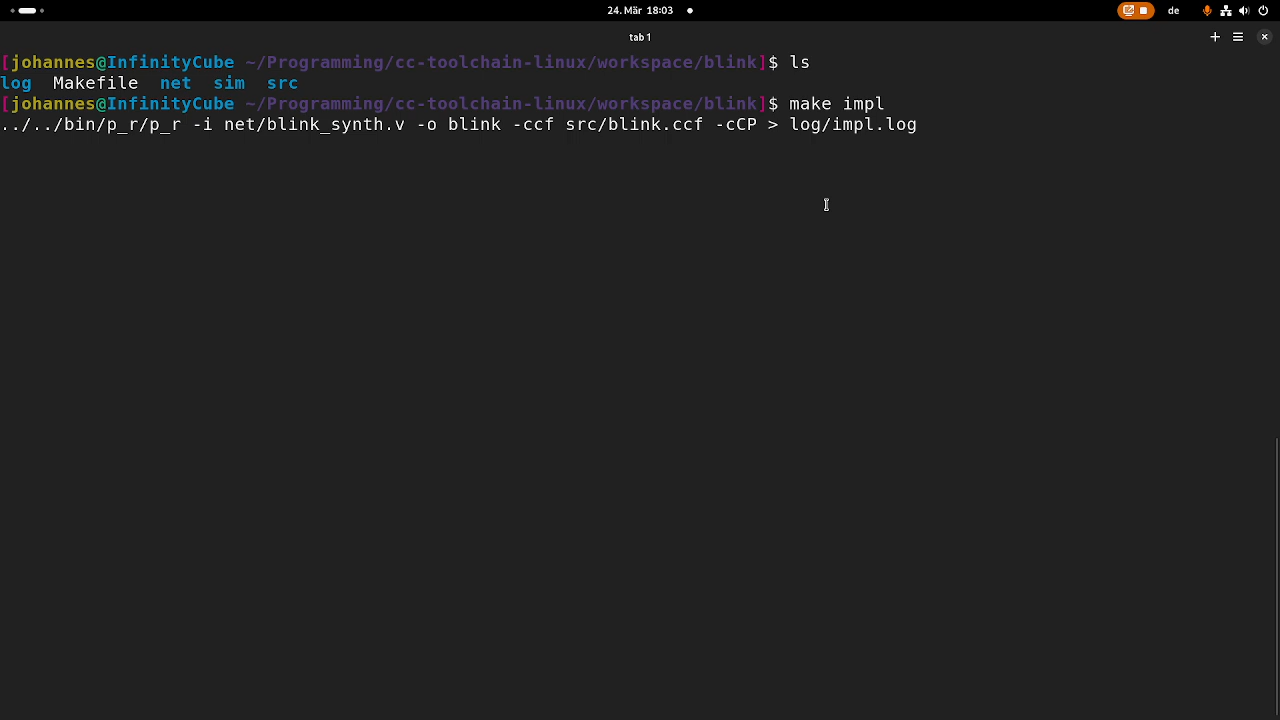 24. Mär 18:03
de
tab 1
[johannes@InfinityCube ~/Programming/cc-toolchain-linux/workspace/blink]$ ls
log Makefile net sim src
[johannes@InfinityCube ~/Programming/cc-toolchain-linux/workspace/blink]$ make impl
../../bin/p_r/p_r -i net/blink_synth.v -o blink -ccf src/blink.ccf -cCP > log/impl.log